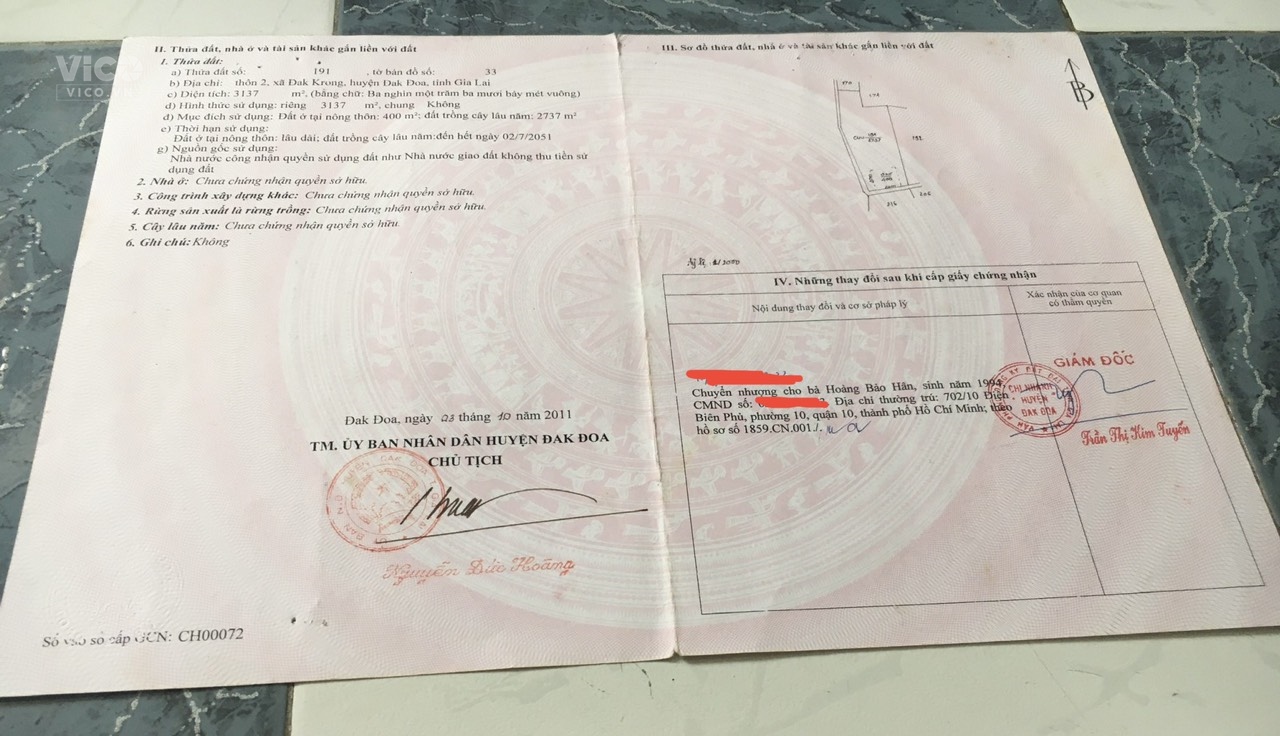 VICO
VICO.
II. Thửa đất, nhà ở và tài sản khác gắn liền với đất
1. Thửa đất:
a) Thửa đất số: 191 , tờ bản đồ số: 33
b) Địa chỉ: thôn 2, xã Đak Krong, huyện Đak Đoa, tỉnh Gia Lai
c) Diện tích: 3137 m², (bằng chữ: Ba nghìn một trăm ba mươi bảy mét vuông)
d) Hình thức sử dụng: riêng 3137 m², chung Không
đ) Mục đích sử dụng: Đất ở tại nông thôn: 400 m²; đất trồng cây lâu năm: 2737 m²
e) Thời hạn sử dụng:
Đất ở tại nông thôn: lâu dài; đất trồng cây lâu năm:đến hết ngày 02/7/2051
g) Nguồn gốc sử dụng:
Nhà nước công nhận quyền sử dụng đất như Nhà nước giao đất không thu tiền sử
dụng đất
2. Nhà ở: Chưa chứng nhận quyền sở hữu.
3. Công trình xây dựng khác: Chưa chứng nhận quyền sở hữu.
4. Rừng sản xuất là rừng trồng: Chưa chứng nhận quyền sở hữu.
5. Cây lâu năm: Chưa chứng nhận quyền sở hữu.
6. Ghi chú: Không
Đak Đoa, ngày 03 tháng 10 năm 2011
TM. ỦY BAN NHÂN DÂN HUYỆN ĐAK ĐOA
CHỦ TỊCH
Nguyễn Đức Hoàng
Số vào sổ cấp GCN: CH00072
III. Sơ đồ thửa đất, nhà ở và tài sản khác gắn liền với đất
B
174
192
216
IV. Những thay đổi sau khi cấp giấy chứng nhận
Nội dung thay đổi và cơ sở pháp lý
Xác nhận của cơ quan
có thẩm quyền
Chuyển nhượng cho bà Hoàng Bảo Hân, sinh năm 1995
CMND số: Địa chỉ thường trú: 702/10 Điện
Biên Phủ, phường 10, quận 10, thành phố Hồ Chí Minh, theo
hồ sơ số 1859.CN.001./.
GIÁM ĐỐC
CHI NHÁNH
HUYỆN
ĐAK ĐOA
Trần Thị Kim Tuyến